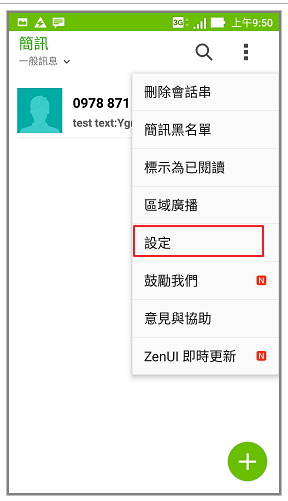 3G 上午9:50
簡訊
一般訊息
0978 871
test text:Ygr
刪除會話串
簡訊黑名單
標示為已閱讀
區域廣播
設定
鼓勵我們 N
意見與協助
ZenUI 即時更新 N